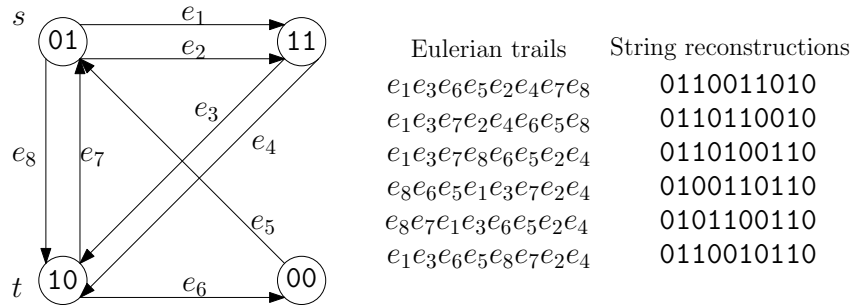 s 01 e₁ 11
e₂
e₃
e₄
e₈ e₇
e₅
t 10 e₆ 00
Eulerian trails String reconstructions
e₁e₃e₆e₅e₂e₄e₇e₈ 0110011010
e₁e₃e₇e₂e₄e₆e₅e₈ 0110110010
e₁e₃e₇e₈e₆e₅e₂e₄ 0110100110
e₈e₆e₅e₁e₃e₇e₂e₄ 0100110110
e₈e₇e₁e₃e₆e₅e₂e₄ 0101100110
e₁e₃e₆e₅e₈e₇e₂e₄ 0110010110